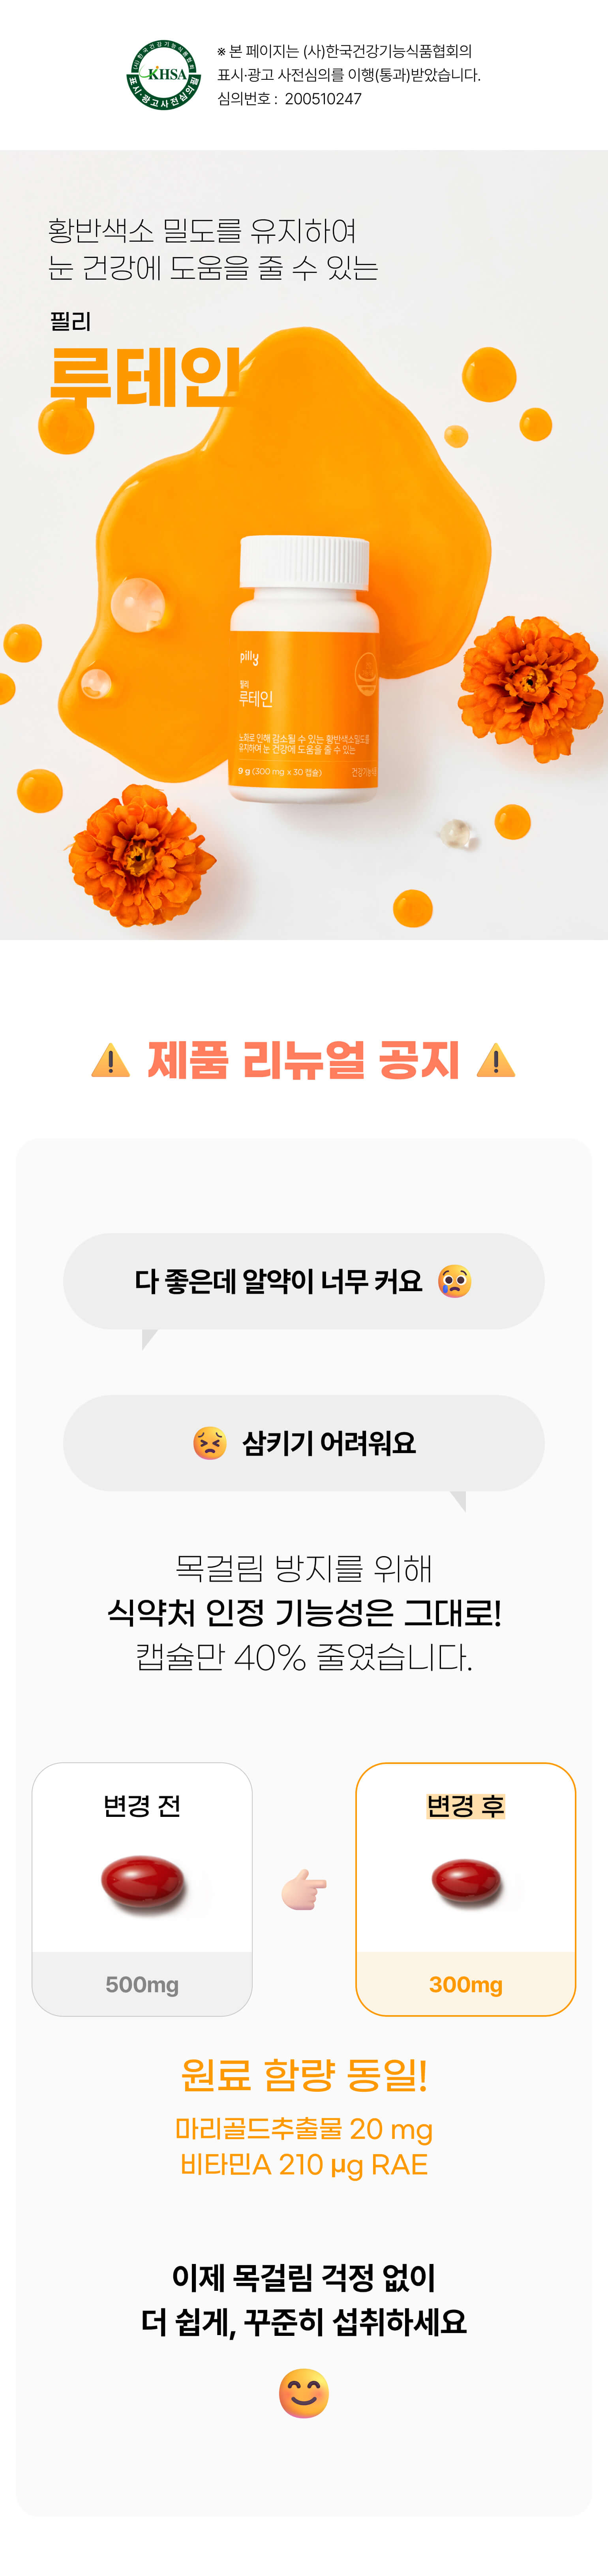 (사)한국건강기능식품협회
KHSA
표시·광고사전심의필
※ 본 페이지는 (사)한국건강기능식품협회의
표시·광고 사전심의를 이행(통과)받았습니다.
심의번호 : 200510247
황반색소 밀도를 유지하여
눈 건강에 도움을 줄 수 있는
필리
루테인
pilly
필리
루테인
노화로 인해 감소될 수 있는 황반색소밀도를
유지하여 눈 건강에 도움을 줄 수 있는
9 g (300 mg x 30 캡슐)
건강기능식품
제품 리뉴얼 공지
다 좋은데 알약이 너무 커요
삼키기 어려워요
목걸림 방지를 위해
식약처 인정 기능성은 그대로!
캡슐만 40% 줄였습니다.
변경 전
변경 후
500mg
300mg
원료 함량 동일!
마리골드추출물 20 mg
비타민A 210 μg RAE
이제 목걸림 걱정 없이
더 쉽게, 꾸준히 섭취하세요